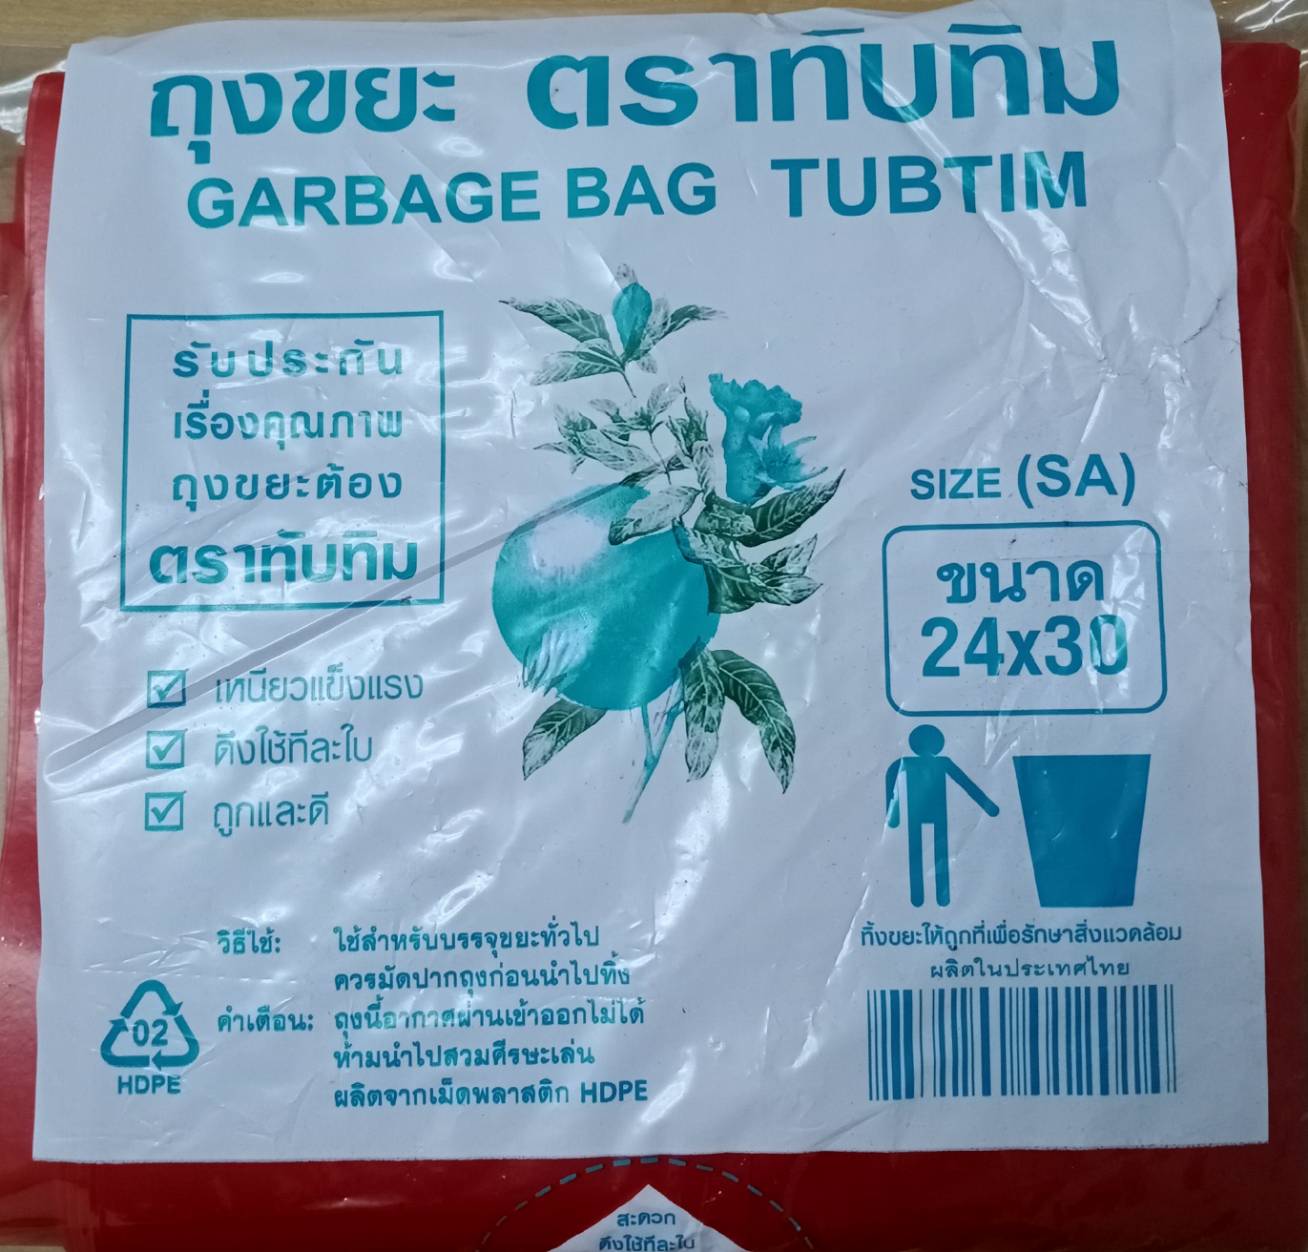 ถุงขยะ ตราทับทิม
GARBAGE BAG TUBTIM
รับประกัน
เรื่องคุณภาพ
ถุงขยะต้อง
ตราทับทิม
เหนียวแข็งแรง
ดึงใช้ทีละใบ
ถูกและดี
SIZE (SA)
ขนาด
24x30
วิธีใช้: ใช้สำหรับบรรจุขยะทั่วไป
ควรมัดปากถุงก่อนนำไปทิ้ง
คำเตือน: ถุงนี้อากาศผ่านเข้าออกไม่ได้
ห้ามนำไปสวมศีรษะเล่น
ผลิตจากเม็ดพลาสติก HDPE
02
HDPE
ทิ้งขยะให้ถูกที่เพื่อรักษาสิ่งแวดล้อม
ผลิตในประเทศไทย
สะดวก
ดึงใช้ทีละใบ